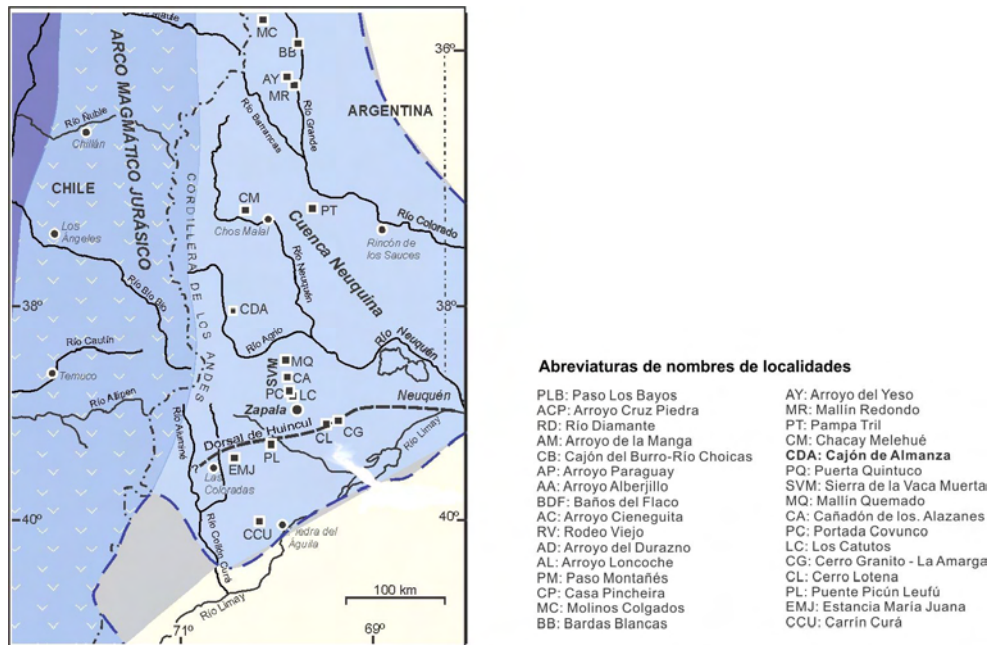 MC
BB
36º
AY
MR
ARCO MAGMÁTICO JURÁSICO
ARGENTINA
Río Ñuble
Chillán
Río Barrancas
Río Grande
CHILE
CORDILLERA DE LOS ANDES
CM
PT
Chos Malal
Cuenca Neuquina
Río Colorado
Rincón de
los Sauces
Los
Ángeles
Río Neuquén
Río Bío Bío
38º
38º
CDA
Río Agrio
Río Neuquén
Río Cautín
SVM
MQ
CA
PC
LC
Temuco
Zapala
Neuquén
Río Allipen
Dorsal de Huincul
CL
CG
Río Limay
Río Aluminé
?
EMJ
PL
Las
Coloradas
40º
40º
CCU
Piedra del
Águila
Río Collón Curá
Río Limay
100 km
71º
69º
Abreviaturas de nombres de localidades
PLB: Paso Los Bayos
ACP: Arroyo Cruz Piedra
RD: Río Diamante
AM: Arroyo de la Manga
CB: Cajón del Burro-Río Choicas
AP: Arroyo Paraguay
AA: Arroyo Alberjillo
BDF: Baños del Flaco
AC: Arroyo Cieneguita
RV: Rodeo Viejo
AD: Arroyo del Durazno
AL: Arroyo Loncoche
PM: Paso Montañés
CP: Casa Pincheira
MC: Molinos Colgados
BB: Bardas Blancas
AY: Arroyo del Yeso
MR: Mallín Redondo
PT: Pampa Tril
CM: Chacay Melehué
CDA: Cajón de Almanza
PQ: Puerta Quintuco
SVM: Sierra de la Vaca Muerta
MQ: Mallín Quemado
CA: Cañadón de los. Alazanes
PC: Portada Covunco
LC: Los Catutos
CG: Cerro Granito - La Amarga
CL: Cerro Lotena
PL: Puente Picún Leufú
EMJ: Estancia María Juana
CCU: Carrín Curá